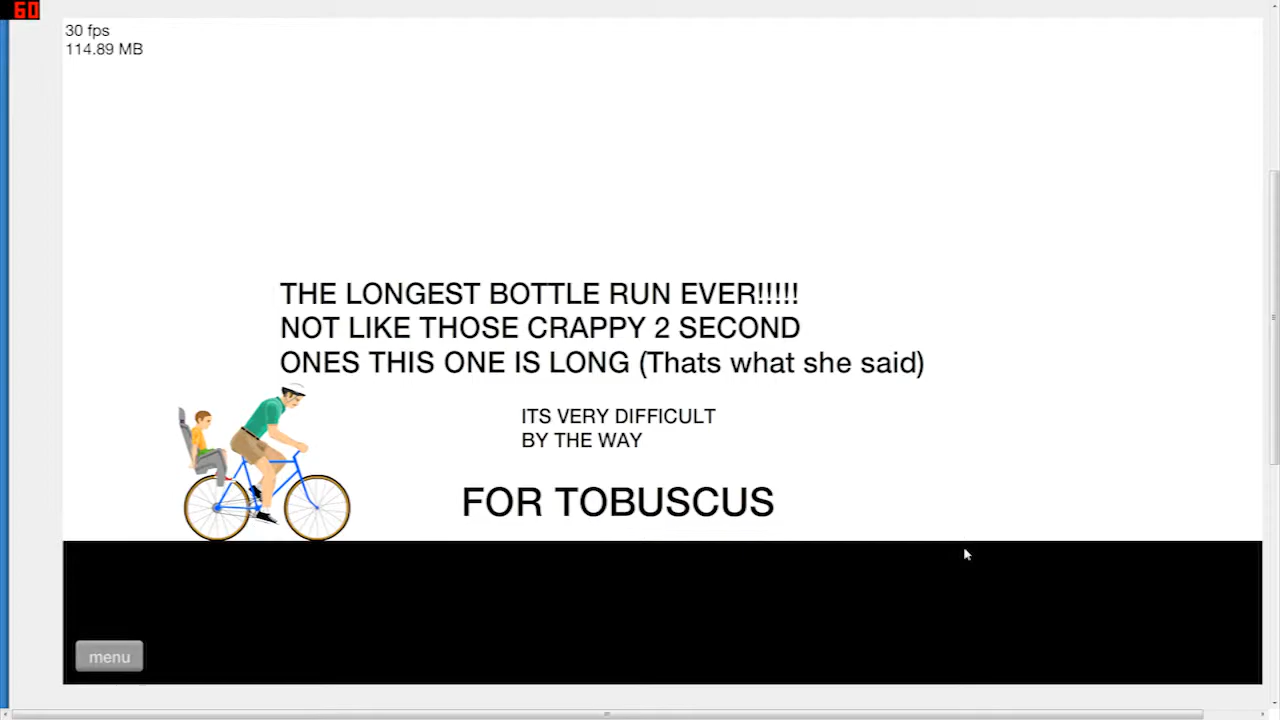 60
30 fps
114.89 MB
THE LONGEST BOTTLE RUN EVER!!!!!
NOT LIKE THOSE CRAPPY 2 SECOND
ONES THIS ONE IS LONG (Thats what she said)
ITS VERY DIFFICULT
BY THE WAY
FOR TOBUSCUS
menu